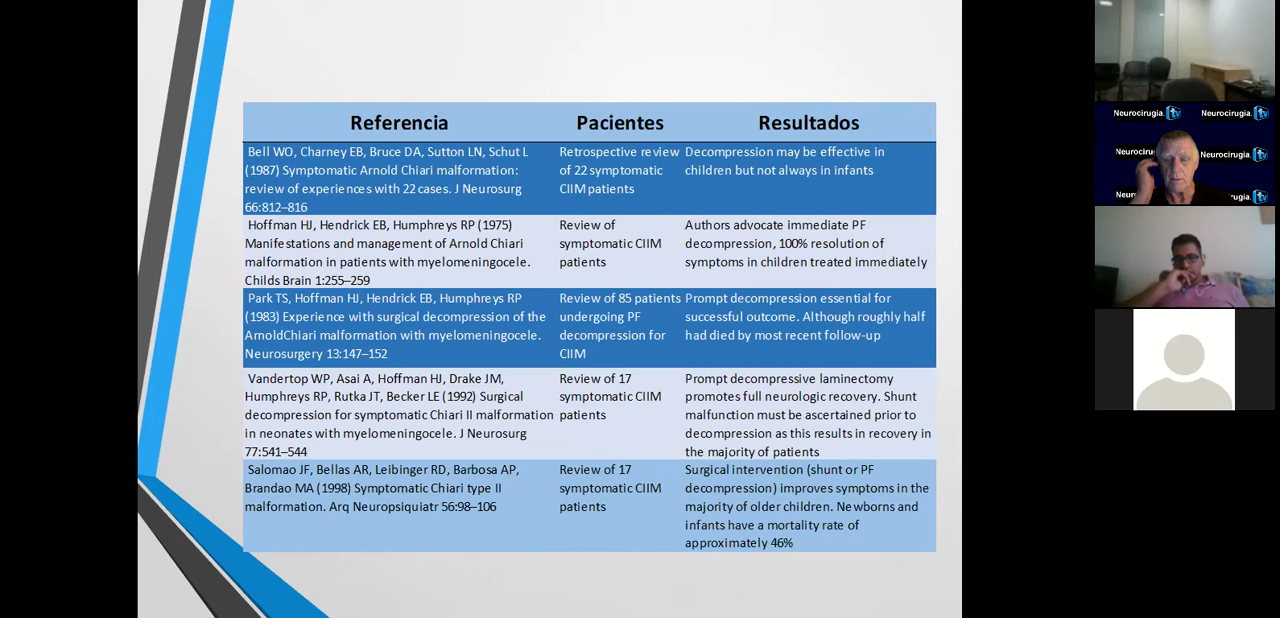 Referencia Pacientes Resultados
Bell WO, Charney EB, Bruce DA, Sutton LN, Schut L
(1987) Symptomatic Arnold Chiari malformation:
review of experiences with 22 cases. J Neurosurg
66:812–816
Retrospective review
of 22 symptomatic
CIIM patients
Decompression may be effective in
children but not always in infants
Hoffman HJ, Hendrick EB, Humphreys RP (1975)
Manifestations and management of Arnold Chiari
malformation in patients with myelomeningocele.
Childs Brain 1:255–259
Review of
symptomatic CIIM
patients
Authors advocate immediate PF
decompression, 100% resolution of
symptoms in children treated immediately
Park TS, Hoffman HJ, Hendrick EB, Humphreys RP
(1983) Experience with surgical decompression of the
ArnoldChiari malformation with myelomeningocele.
Neurosurgery 13:147–152
Review of 85 patients
undergoing PF
decompression for
CIIM
Prompt decompression essential for
successful outcome. Although roughly half
had died by most recent follow-up
Vandertop WP, Asai A, Hoffman HJ, Drake JM,
Humphreys RP, Rutka JT, Becker LE (1992) Surgical
decompression for symptomatic Chiari II malformation
in neonates with myelomeningocele. J Neurosurg
77:541–544
Review of 17
symptomatic CIIM
patients
Prompt decompressive laminectomy
promotes full neurologic recovery. Shunt
malfunction must be ascertained prior to
decompression as this results in recovery in
the majority of patients
Salomao JF, Bellas AR, Leibinger RD, Barbosa AP,
Brandao MA (1998) Symptomatic Chiari type II
malformation. Arq Neuropsiquiatr 56:98–106
Review of 17
symptomatic CIIM
patients
Surgical intervention (shunt or PF
decompression) improves symptoms in the
majority of older children. Newborns and
infants have a mortality rate of
approximately 46%
Neurocirugia.tv Neurocirugia.tv
Neurociru Neurocirugia.tv
Neuro rugia.tv